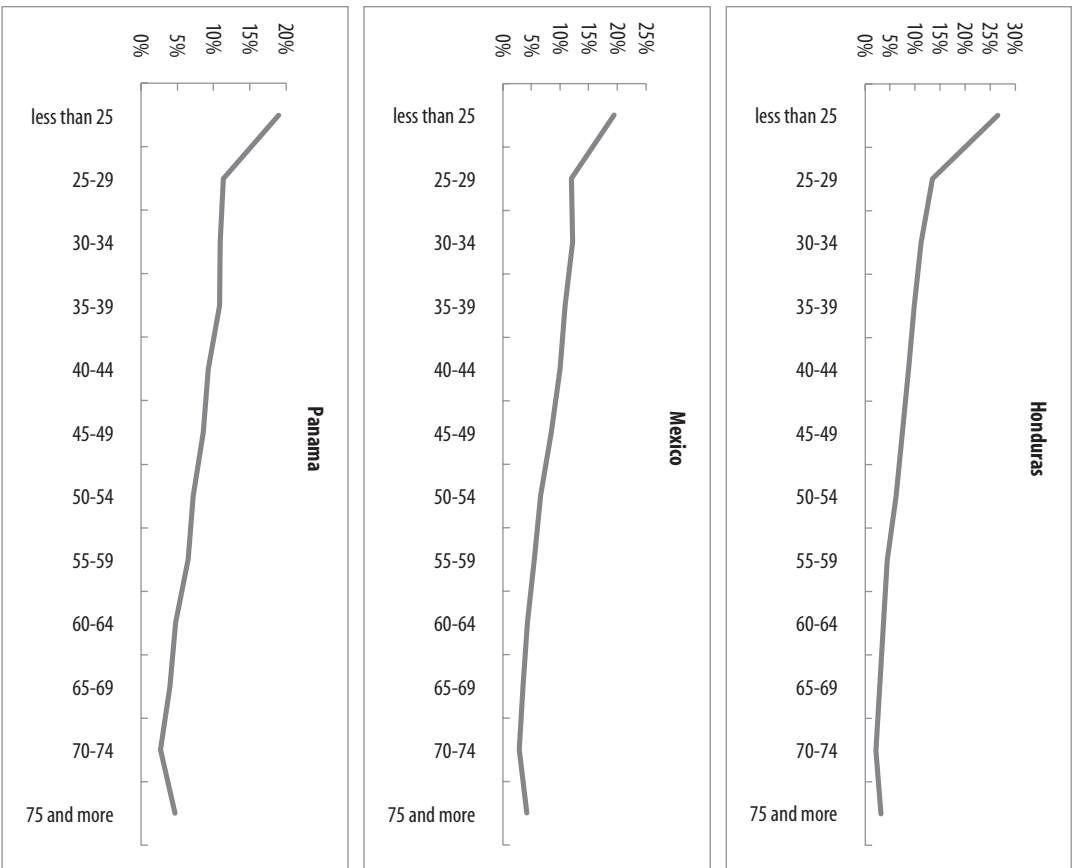 0% 5% 10% 15% 20%
less than 25
25-29
30-34
35-39
40-44
45-49
50-54
55-59
60-64
65-69
70-74
75 and more
Panama
0% 5% 10% 15% 20% 25%
less than 25
25-29
30-34
35-39
40-44
45-49
50-54
55-59
60-64
65-69
70-74
75 and more
Mexico
0% 5% 10% 15% 20% 25% 30%
less than 25
25-29
30-34
35-39
40-44
45-49
50-54
55-59
60-64
65-69
70-74
75 and more
Honduras